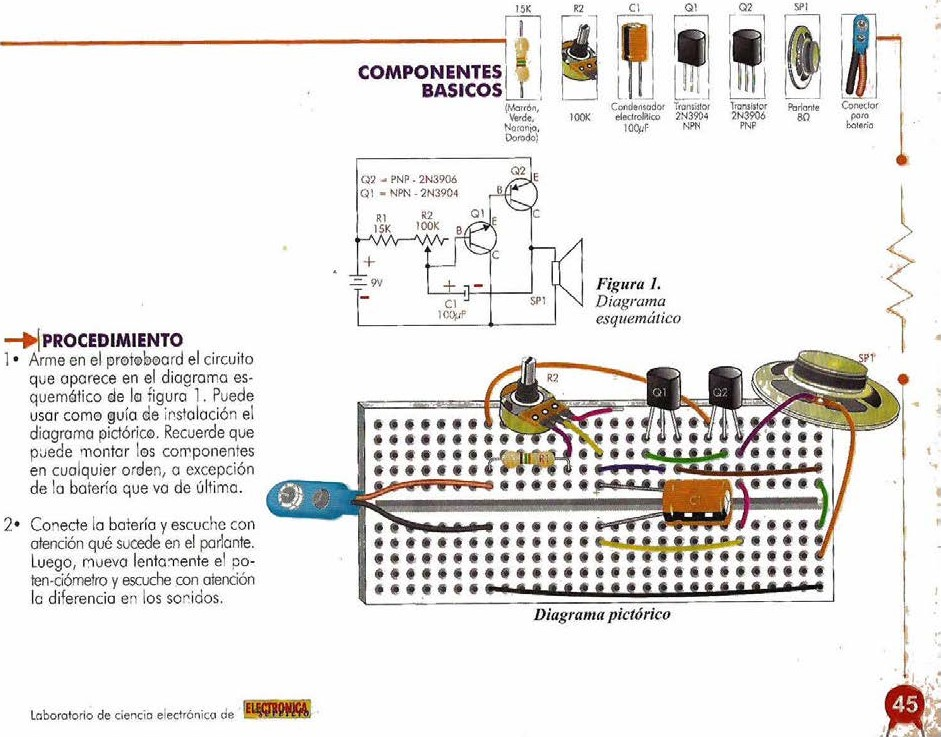 15K R2 C1 Q1 Q2 SP1
COMPONENTES
BASICOS
(Marrón,
Verde,
Naranja,
Dorado)
100K
Condensador
electrolítico
100µF
Transistor
2N3904
NPN
Transistor
2N3906
PNP
Parlante
8Ω
Conector
para
batería
Q2 = PNP - 2N3906
Q1 = NPN - 2N3904
Q2
E
B
C
R1
15K
R2
100K
Q1
E
B
C
+
9V
-
+ -
C1
100µF
SP1
Figura 1.
Diagrama
esquemático
PROCEDIMIENTO
1• Arme en el protoboard el circuito
que aparece en el diagrama es-
quemático de la figura 1. Puede
usar como guía de instalación el
diagrama pictórico. Recuerde que
puede montar los componentes
en cualquier orden, a excepción
de la batería que va de última.
2• Conecte la batería y escuche con
atención qué sucede en el parlante.
Luego, mueva lentamente el po-
ten-ciómetro y escuche con atención
la diferencia en los sonidos.
R2
Q1
Q2
SP1
R1
+
C1
Diagrama pictórico
Laboratorio de ciencia electrónica de ELECTRONICA
45